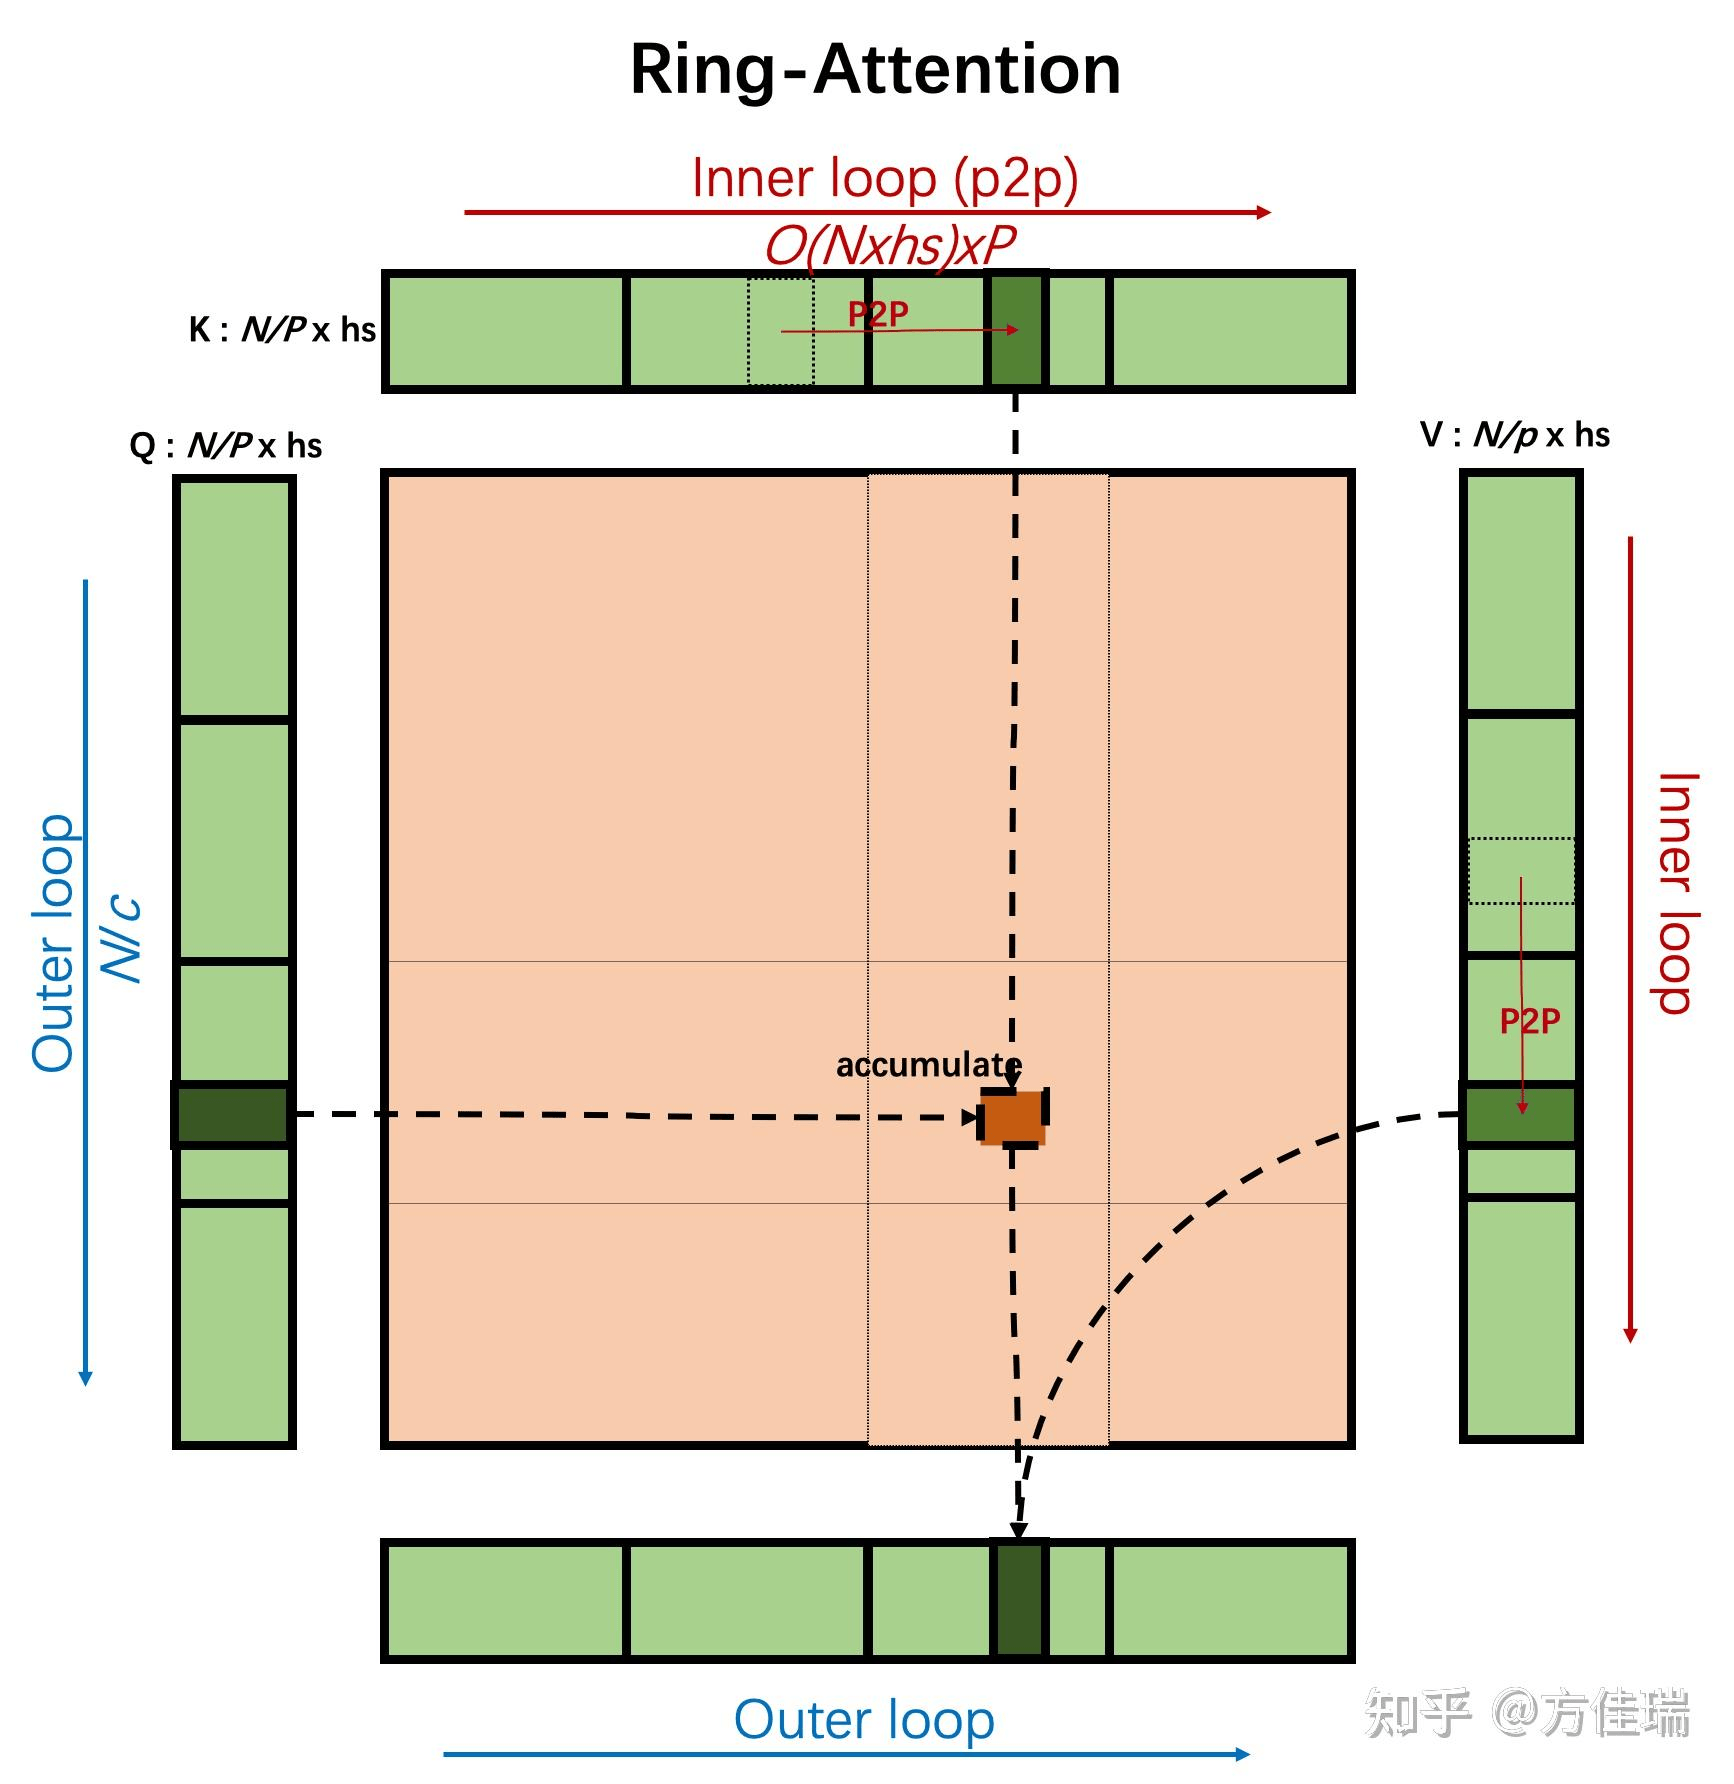 Ring-Attention
Inner loop (p2p)
O(Nxhs)xP
K : N/P x hs
P2P
Q : N/P x hs
V : N/p x hs
Outer loop
N/c
accumulate
P2P
Inner loop
Outer loop
知乎 @方佳瑞